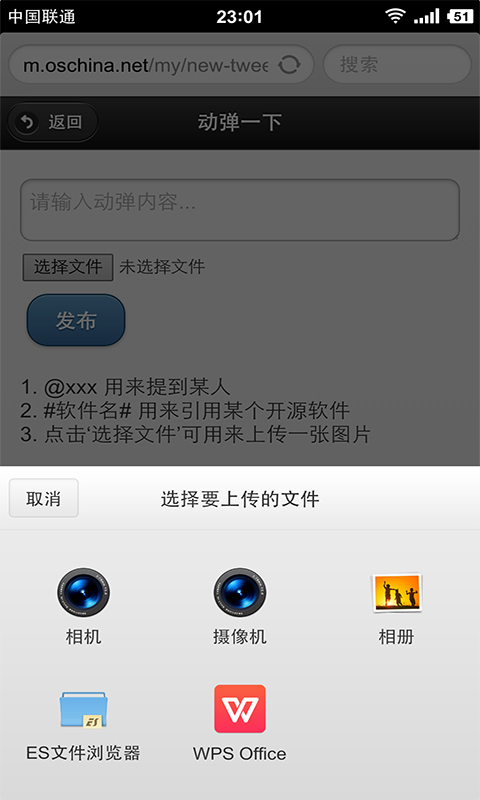 中国联通 23:01 51
m.oschina.net/my/new-twee 搜索
返回 动弹一下
请输入动弹内容...
选择文件 未选择文件
发布
1. @xxx 用来提到某人
2. #软件名# 用来引用某个开源软件
3. 点击‘选择文件’可用来上传一张图片
取消 选择要上传的文件
相机 摄像机 相册
ES
ES文件浏览器 WPS Office